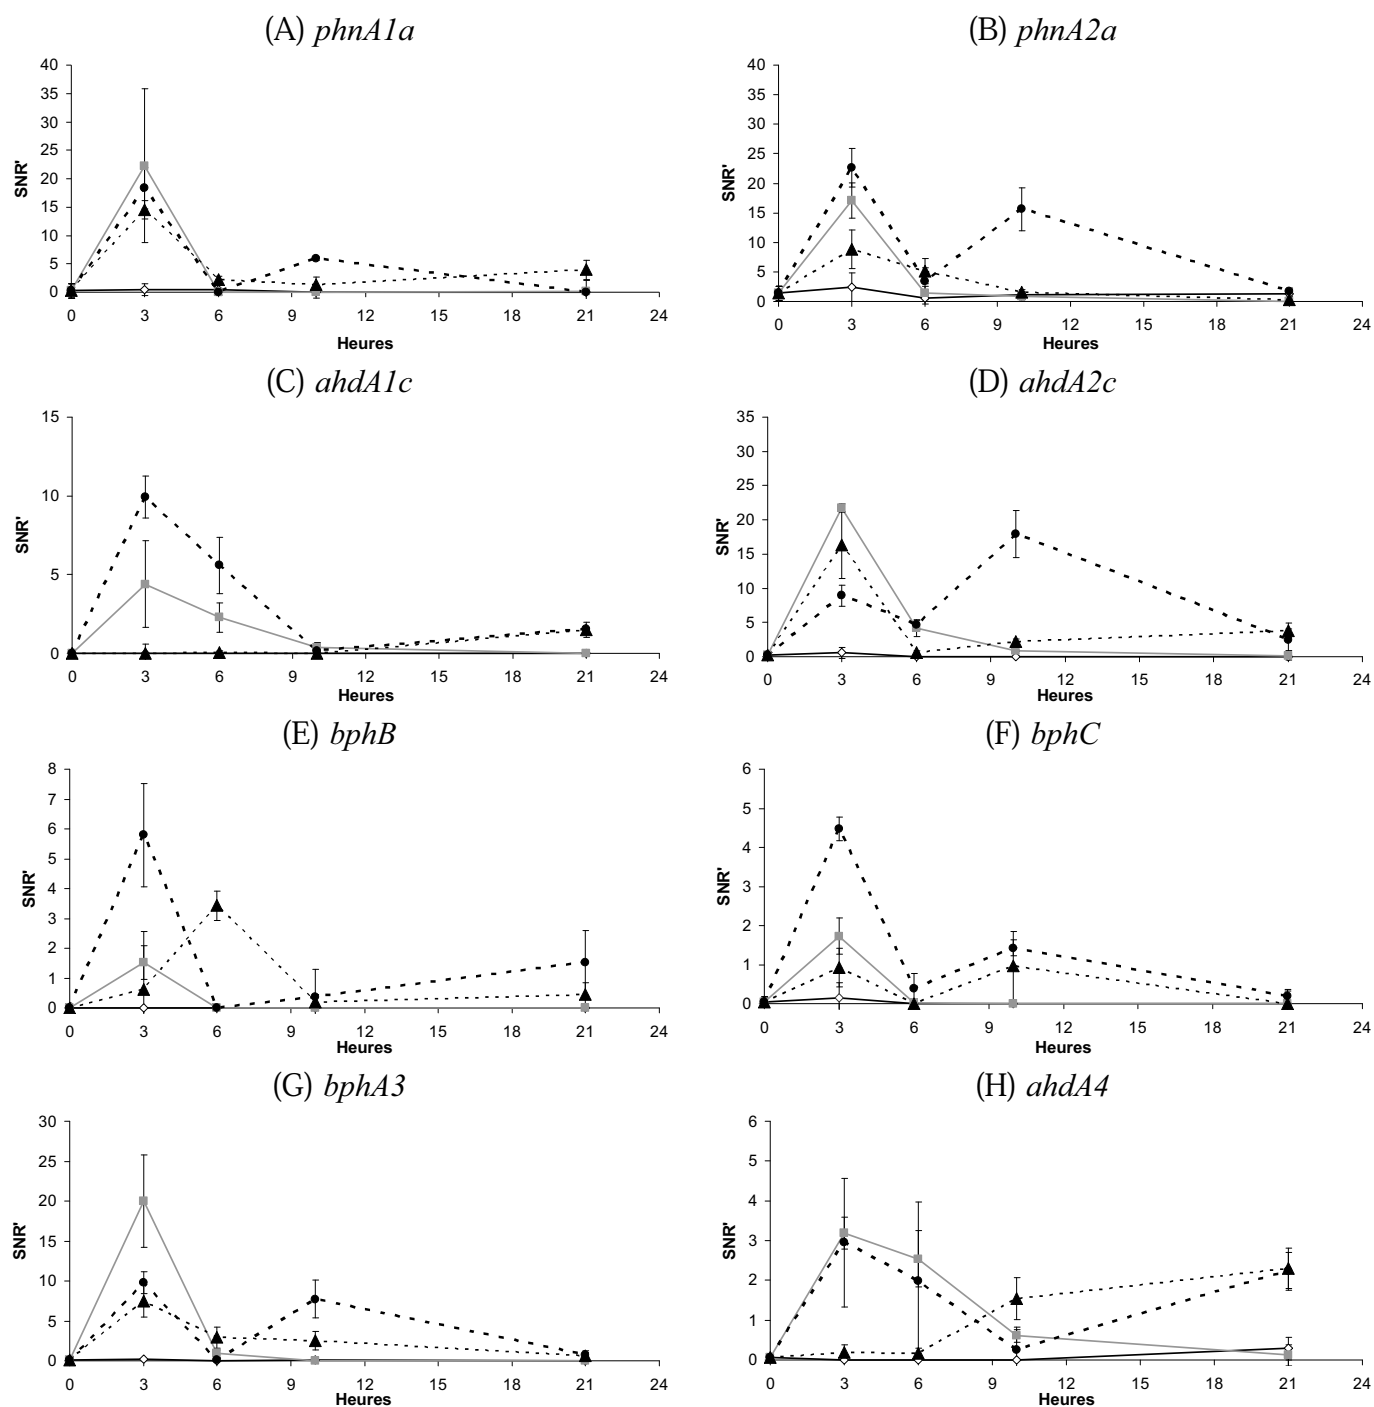 (A) phnA1a
40
35
30
25
20
15
10
5
0
SNR'
0 3 6 9 12 15 18 21 24
Heures
(B) phnA2a
40
35
30
25
20
15
10
5
0
SNR'
0 3 6 9 12 15 18 21 24
Heures
(C) ahdA1c
15
10
5
0
SNR'
0 3 6 9 12 15 18 21 24
Heures
(D) ahdA2c
35
30
25
20
15
10
5
0
SNR'
0 3 6 9 12 15 18 21 24
Heures
(E) bphB
8
7
6
5
4
3
2
1
0
SNR'
0 3 6 9 12 15 18 21 24
Heures
(F) bphC
6
5
4
3
2
1
0
SNR'
0 3 6 9 12 15 18 21 24
Heures
(G) bphA3
30
25
20
15
10
5
0
SNR'
0 3 6 9 12 15 18 21 24
Heures
(H) ahdA4
6
5
4
3
2
1
0
SNR'
0 3 6 9 12 15 18 21 24
Heures